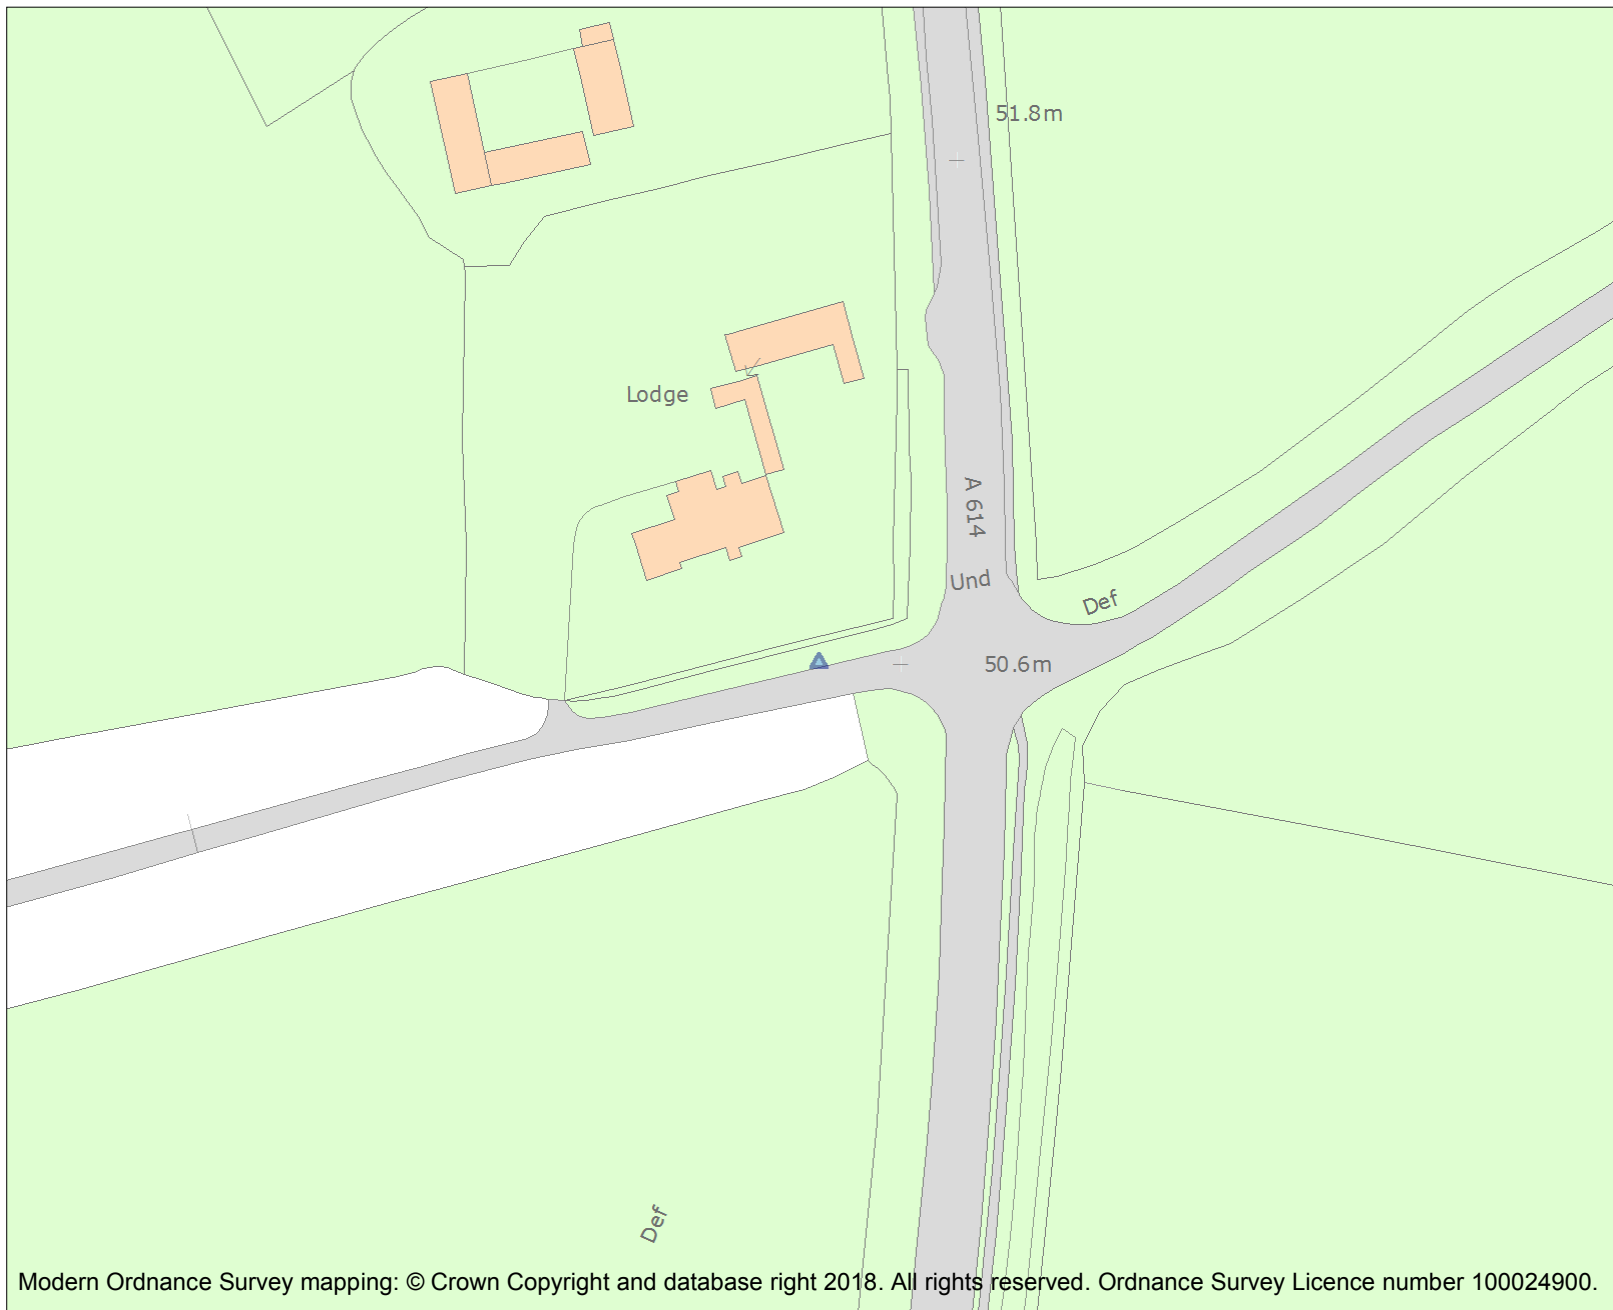 51.8m
Lodge
A 614
Und
Def
50.6m
Def
Modern Ordnance Survey mapping: © Crown Copyright and database right 2018. All rights reserved. Ordnance Survey Licence number 100024900.